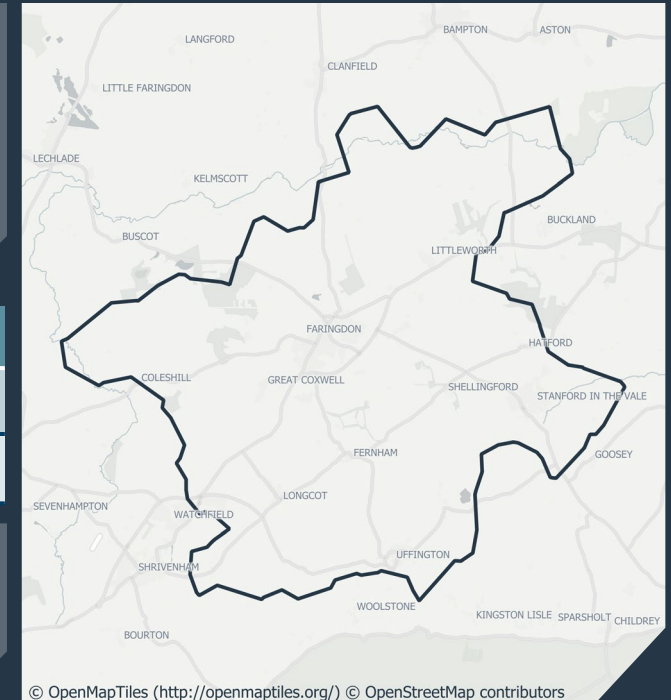 LANGFORD
BAMPTON
ASTON
CLANFIELD
LITTLE FARINGDON
LECHLADE
KELMSCOTT
BUCKLAND
BUSCOT
LITTLEWORTH
FARINGDON
HATFORD
COLESHILL
GREAT COXWELL
SHELLINGFORD
STANFORD IN THE VALE
FERNHAM
GOOSEY
LONGCOT
SEVENHAMPTON
WATCHFIELD
UFFINGTON
SHRIVENHAM
WOOLSTONE
KINGSTON LISLE
SPARSHOLT
CHILDREY
BOURTON
© OpenMapTiles (http://openmaptiles.org/) © OpenStreetMap contributors